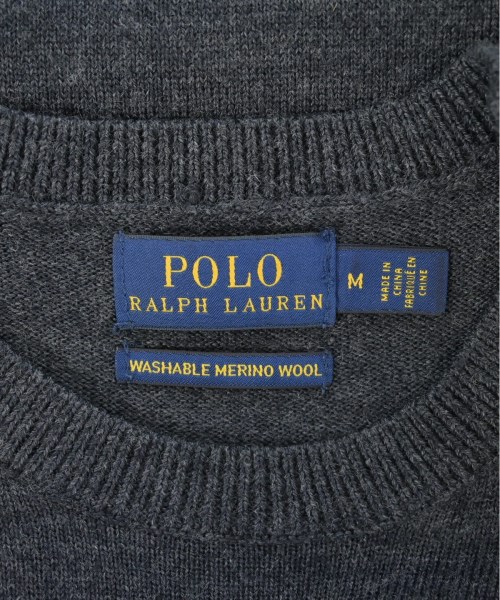 POLO
RALPH LAUREN
M
MADE IN
CHINA
FABRIQUÉ EN
CHINE
WASHABLE MERINO WOOL